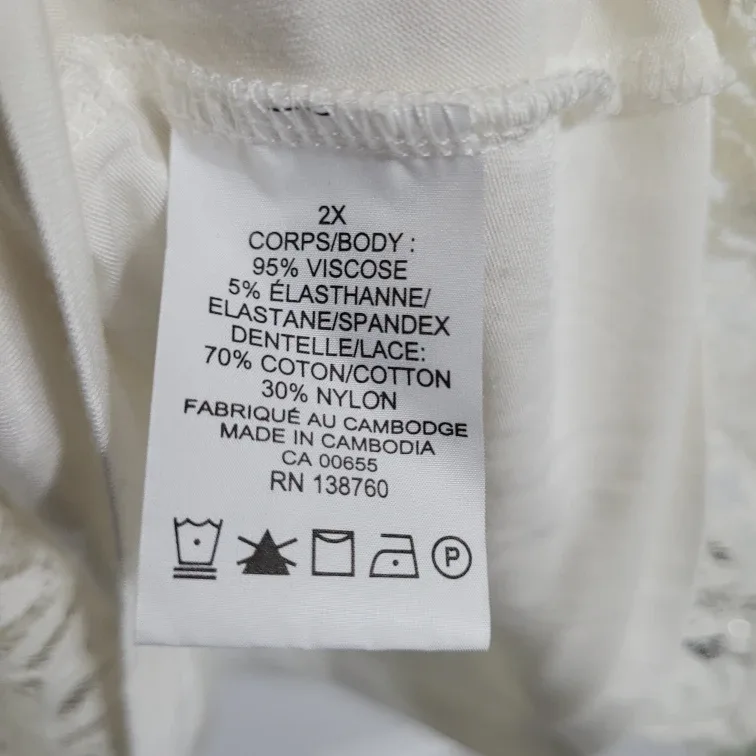 2X
CORPS/BODY :
95% VISCOSE
5% ÉLASTHANNE/
ELASTANE/SPANDEX
DENTELLE/LACE:
70% COTON/COTTON
30% NYLON
FABRIQUÉ AU CAMBODGE
MADE IN CAMBODIA
CA 00655
RN 138760
P